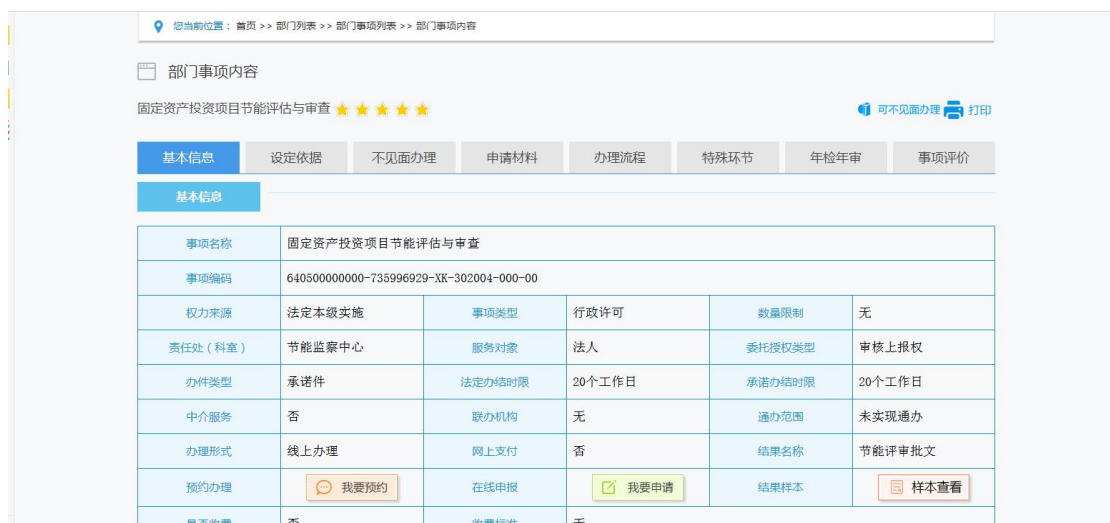 您当前位置： 首页 >> 部门列表 >> 部门事项列表 >> 部门事项内容
部门事项内容
固定资产投资项目节能评估与审查
可不见面办理 打印
基本信息 设定依据 不见面办理 申请材料 办理流程 特殊环节 年检年审 事项评价
基本信息
事项名称 固定资产投资项目节能评估与审查
事项编码 640500000000-735996929-XK-302004-000-00
权力来源 法定本级实施 事项类型 行政许可 数量限制 无
责任处（科室） 节能监察中心 服务对象 法人 委托授权类型 审核上报权
办件类型 承诺件 法定办结时限 20个工作日 承诺办结时限 20个工作日
中介服务 否 联办机构 无 通办范围 未实现通办
办理形式 线上办理 网上支付 否 结果名称 节能评审批文
预约办理 我要预约 在线申报 我要申请 结果样本 样本查看
是否收费 否 收费标准 无